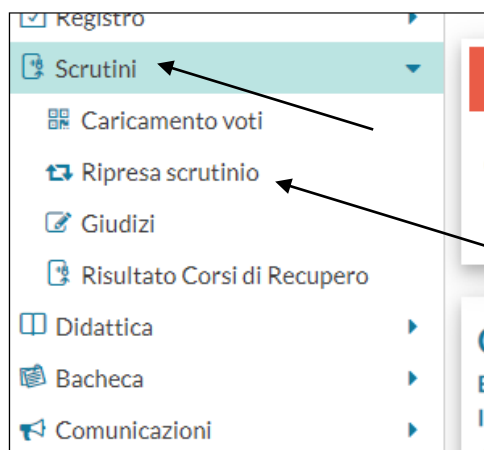 Registro
Scrutini
Caricamento voti
Ripresa scrutinio
Giudizi
Risultato Corsi di Recupero
Didattica
Bacheca
Comunicazioni